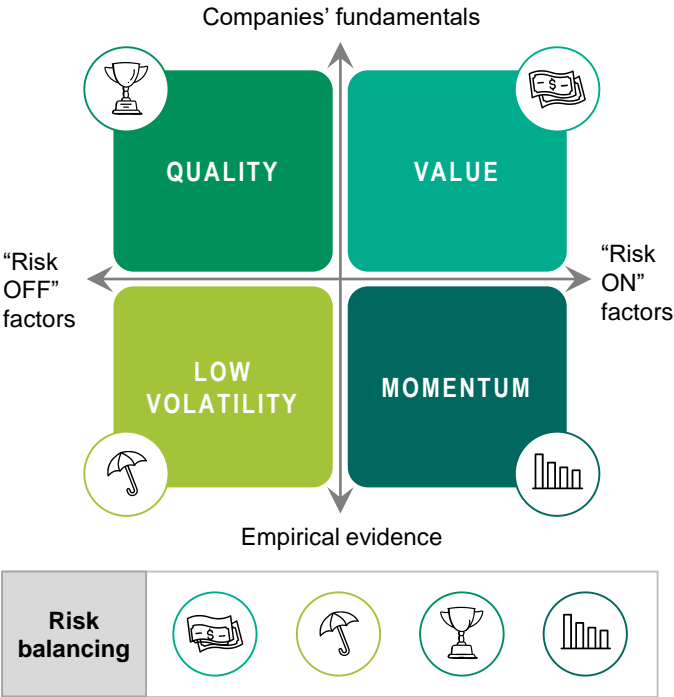 Companies’ fundamentals
QUALITY
VALUE
“Risk
OFF”
factors
“Risk
ON”
factors
LOW
VOLATILITY
MOMENTUM
Empirical evidence
Risk
balancing
$
$